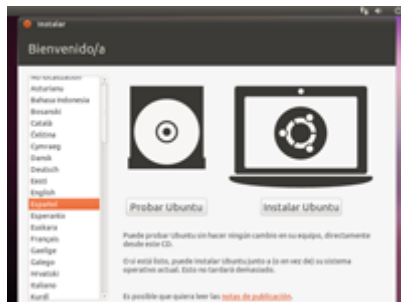 Instalar
Bienvenido/a
No localization
Asturianu
Bahasa Indonesia
Bosanski
Català
Čeština
Cymraeg
Dansk
Deutsch
Eesti
English
Español
Esperanto
Euskara
Français
Gaeilge
Galego
Hrvatski
Italiano
Kurdî
Probar Ubuntu
Instalar Ubuntu
Puede probar Ubuntu sin hacer ningún cambio en su equipo, directamente
desde este CD.
O si está listo, puede instalar Ubuntu junto a (o en vez de) su sistema
operativo actual. Esto no tardará demasiado.
Es posible que quiera leer las notas de publicación.